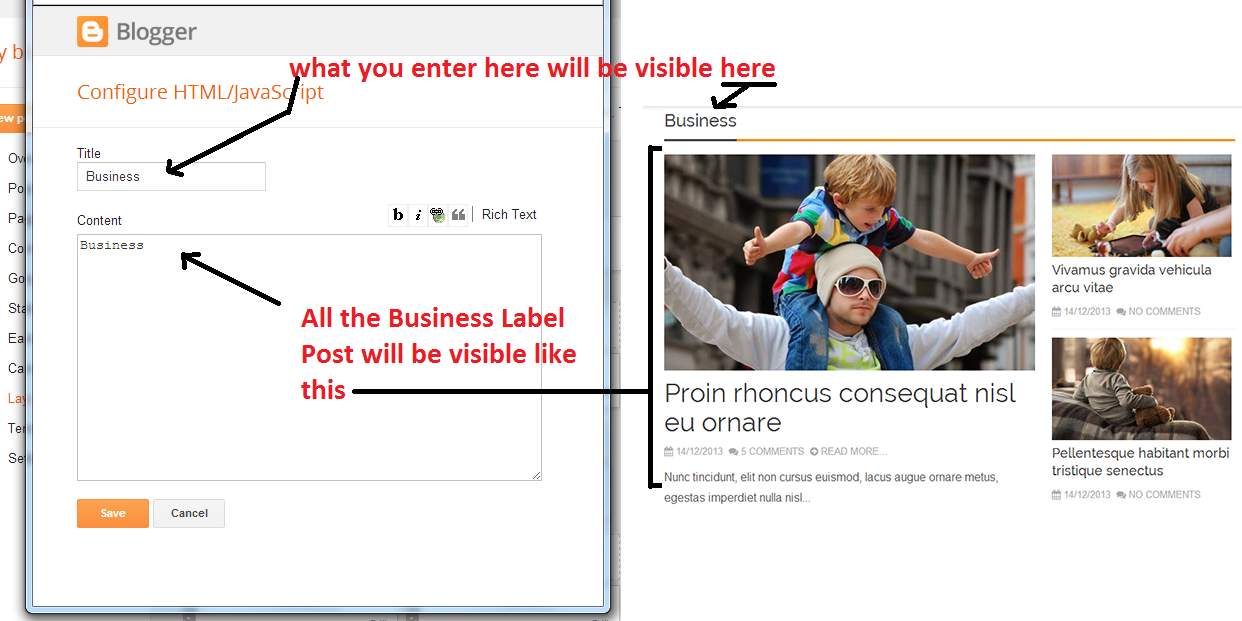 Blogger
what you enter here will be visible here
y b
Configure HTML/JavaScript
ew p
Title
Business
Content
b i Rich Text
Business
All the Business Label
Post will be visible like
this
Save Cancel
Ove
Po
Pa
Co
Go
Sta
Ea
Ca
Lay
Ter
Set
Business
Proin rhoncus consequat nisl
eu ornare
14/12/2013 5 COMMENTS READ MORE...
Nunc tincidunt, elit non cursus euismod, lacus augue ornare metus,
egestas imperdiet nulla nisl...
Vivamus gravida vehicula
arcu vitae
14/12/2013 NO COMMENTS
Pellentesque habitant morbi
tristique senectus
14/12/2013 NO COMMENTS